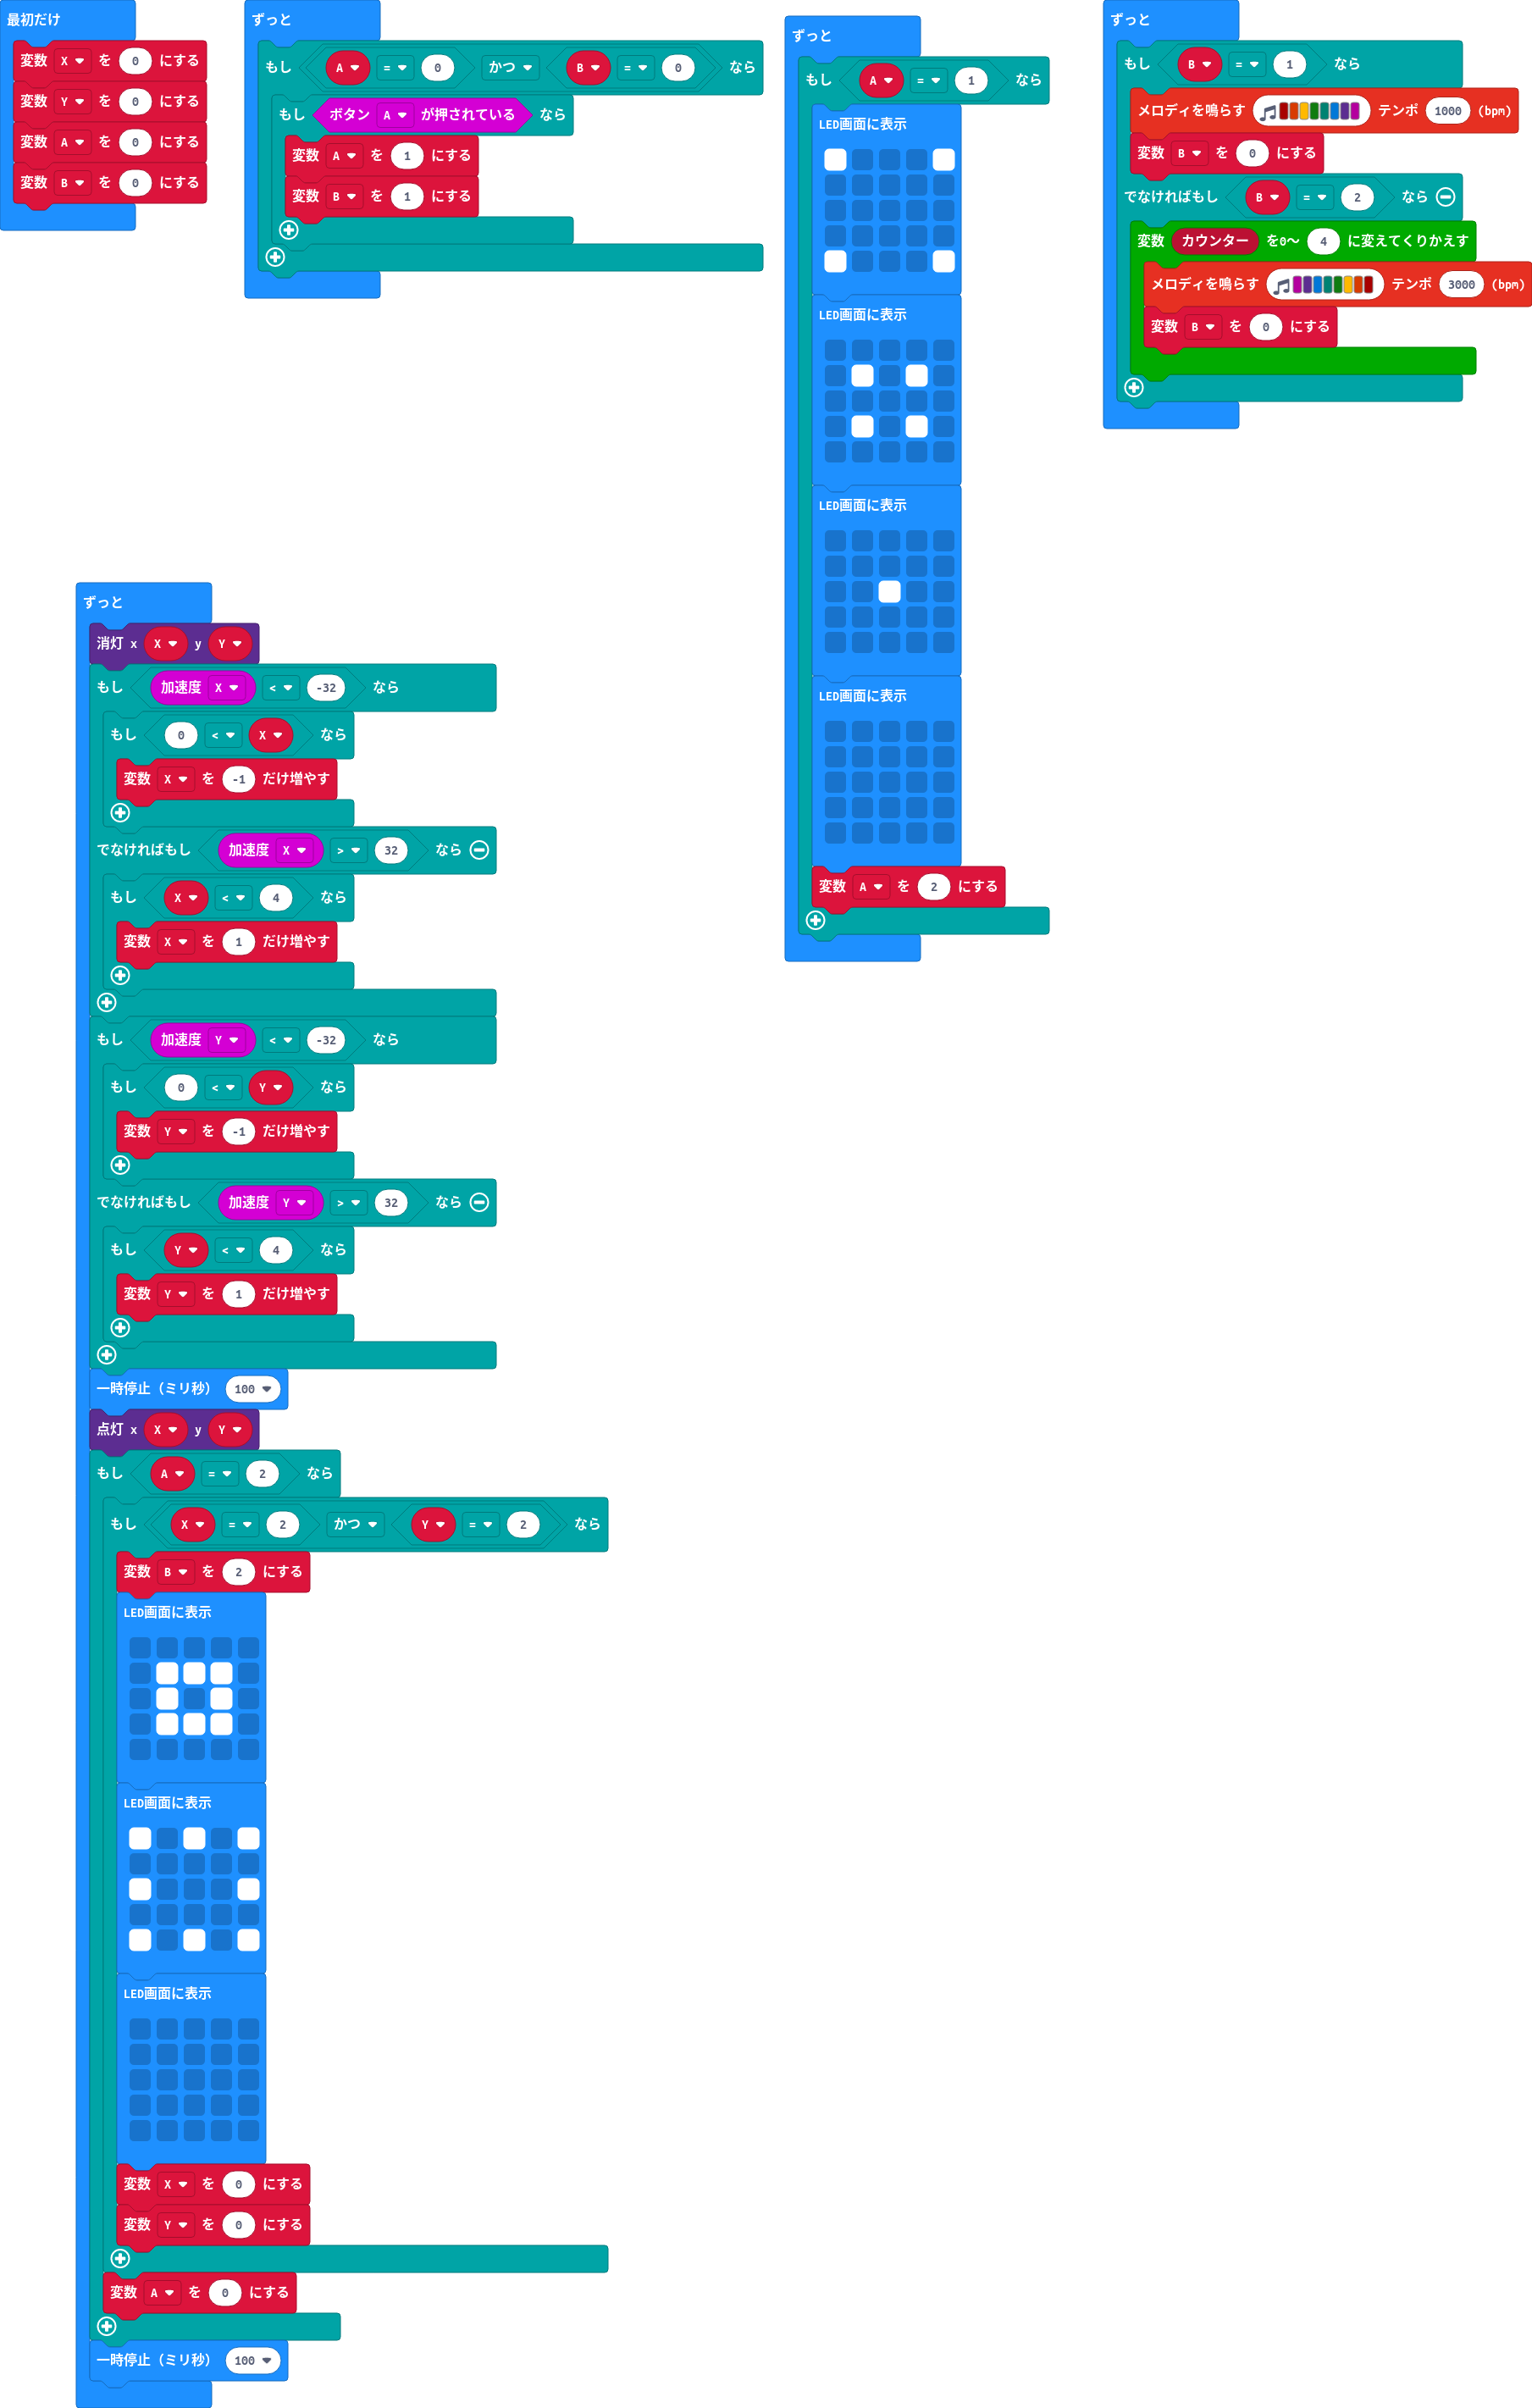 最初だけ
変数 X を 0 にする
変数 Y を 0 にする
変数 A を 0 にする
変数 B を 0 にする
ずっと
もし A = 0 かつ B = 0 なら
もし ボタン A が押されている なら
変数 A を 1 にする
変数 B を 1 にする
ずっと
もし A = 1 なら
LED画面に表示
LED画面に表示
LED画面に表示
LED画面に表示
変数 A を 2 にする
ずっと
もし B = 1 なら
メロディを鳴らす テンポ 1000 (bpm)
変数 B を 0 にする
でなければもし B = 2 なら
変数 カウンター を0～ 4 に変えてくりかえす
メロディを鳴らす テンポ 3000 (bpm)
変数 B を 0 にする
ずっと
消灯 x X y Y
もし 加速度 X < -32 なら
もし 0 < X なら
変数 X を -1 だけ増やす
でなければもし 加速度 X > 32 なら
もし X < 4 なら
変数 X を 1 だけ増やす
もし 加速度 Y < -32 なら
もし 0 < Y なら
変数 Y を -1 だけ増やす
でなければもし 加速度 Y > 32 なら
もし Y < 4 なら
変数 Y を 1 だけ増やす
一時停止（ミリ秒） 100
点灯 x X y Y
もし A = 2 なら
もし X = 2 かつ Y = 2 なら
変数 B を 2 にする
LED画面に表示
LED画面に表示
LED画面に表示
変数 X を 0 にする
変数 Y を 0 にする
変数 A を 0 にする
一時停止（ミリ秒） 100